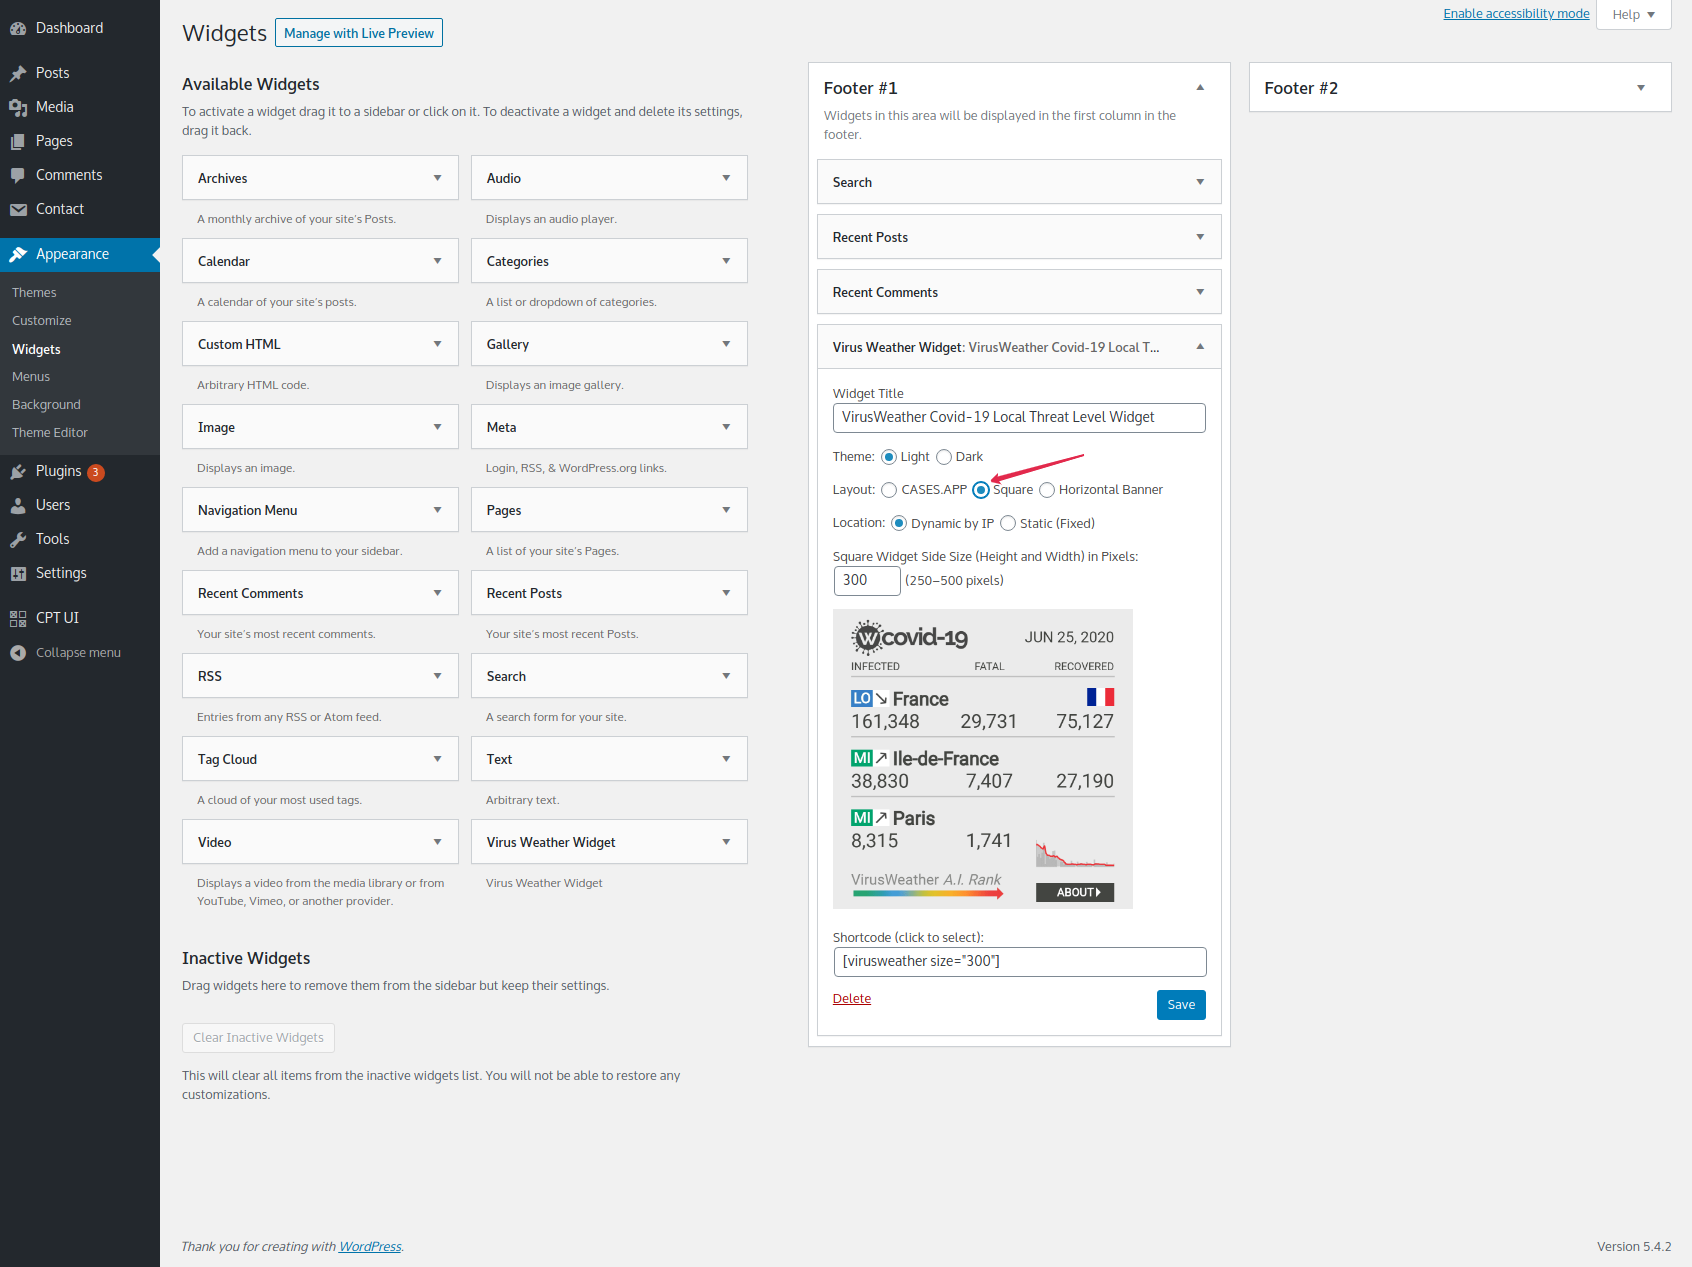 Dashboard
Posts
Media
Pages
Comments
Contact
Appearance
Themes
Customize
Widgets
Menus
Background
Theme Editor
Plugins 3
Users
Tools
Settings
CPT UI
Collapse menu
Enable accessibility mode
Help
Widgets
Manage with Live Preview
Available Widgets
To activate a widget drag it to a sidebar or click on it. To deactivate a widget and delete its settings,
drag it back.
Archives
A monthly archive of your site's Posts.
Audio
Displays an audio player.
Calendar
A calendar of your site's posts.
Categories
A list or dropdown of categories.
Custom HTML
Arbitrary HTML code.
Gallery
Displays an image gallery.
Image
Displays an image.
Meta
Login, RSS, & WordPress.org links.
Navigation Menu
Add a navigation menu to your sidebar.
Pages
A list of your site's Pages.
Recent Comments
Your site's most recent comments.
Recent Posts
Your site's most recent Posts.
RSS
Entries from any RSS or Atom feed.
Search
A search form for your site.
Tag Cloud
A cloud of your most used tags.
Text
Arbitrary text.
Video
Displays a video from the media library or from
YouTube, Vimeo, or another provider.
Virus Weather Widget
Virus Weather Widget
Inactive Widgets
Drag widgets here to remove them from the sidebar but keep their settings.
Clear Inactive Widgets
This will clear all items from the inactive widgets list. You will not be able to restore any
customizations.
Footer #1
Widgets in this area will be displayed in the first column in the
footer.
Search
Recent Posts
Recent Comments
Virus Weather Widget: VirusWeather Covid-19 Local T...
Widget Title
VirusWeather Covid-19 Local Threat Level Widget
Theme: Light Dark
Layout: CASES.APP Square Horizontal Banner
Location: Dynamic by IP Static (Fixed)
Square Widget Side Size (Height and Width) in Pixels:
300 (250–500 pixels)
W covid-19 JUN 25, 2020
INFECTED FATAL RECOVERED
LO France
161,348 29,731 75,127
MI Ile-de-France
38,830 7,407 27,190
MI Paris
8,315 1,741
VirusWeather A.I. Rank
ABOUT
Shortcode (click to select):
[virusweather size="300"]
Delete
Save
Footer #2
Thank you for creating with WordPress.
Version 5.4.2